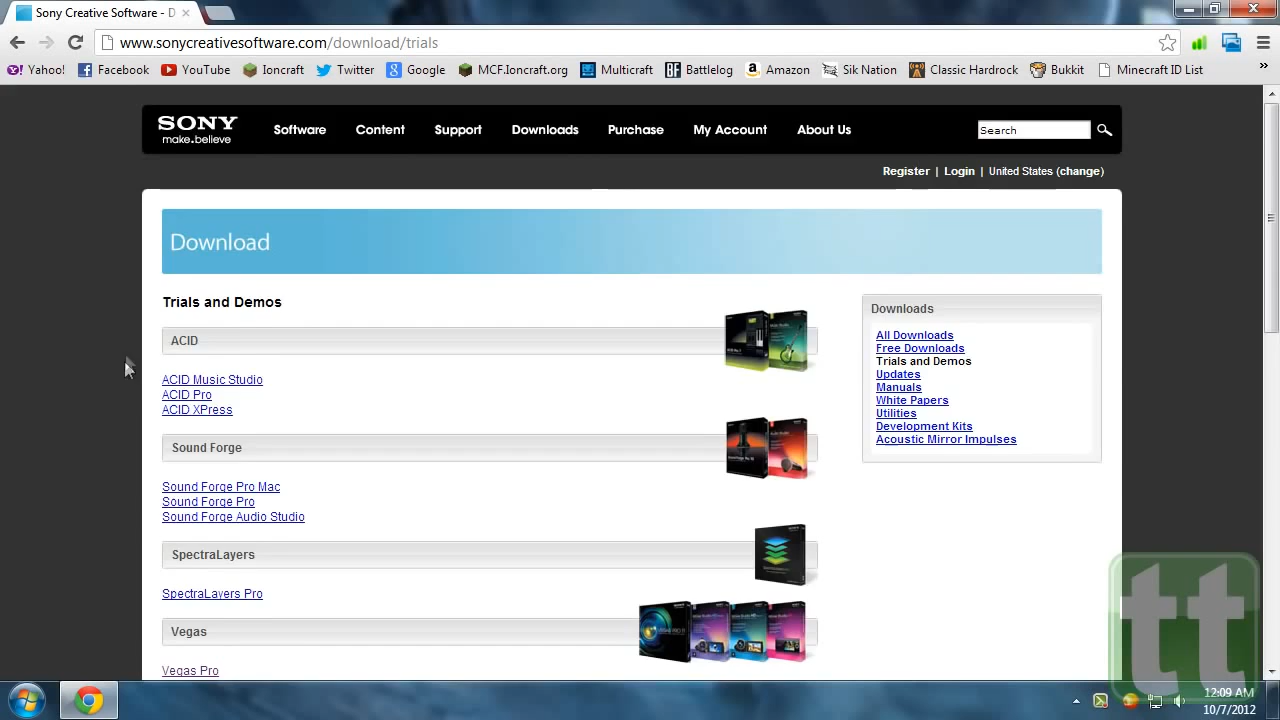 Sony Creative Software - D
www.sonycreativesoftware.com/download/trials
Yahoo! Facebook YouTube Ioncraft Twitter Google MCF.Ioncraft.org Multicraft Battlelog Amazon Sik Nation Classic Hardrock Bukkit Minecraft ID List »
SONY
make.believe
Software Content Support Downloads Purchase My Account About Us Search
Register | Login | United States (change)
Download
Trials and Demos
ACID
ACID Music Studio
ACID Pro
ACID XPress
Sound Forge
Sound Forge Pro Mac
Sound Forge Pro
Sound Forge Audio Studio
SpectraLayers
SpectraLayers Pro
Vegas
Vegas Pro
Downloads
All Downloads
Free Downloads
Trials and Demos
Updates
Manuals
White Papers
Utilities
Development Kits
Acoustic Mirror Impulses
tt
12:09 AM
10/7/2012